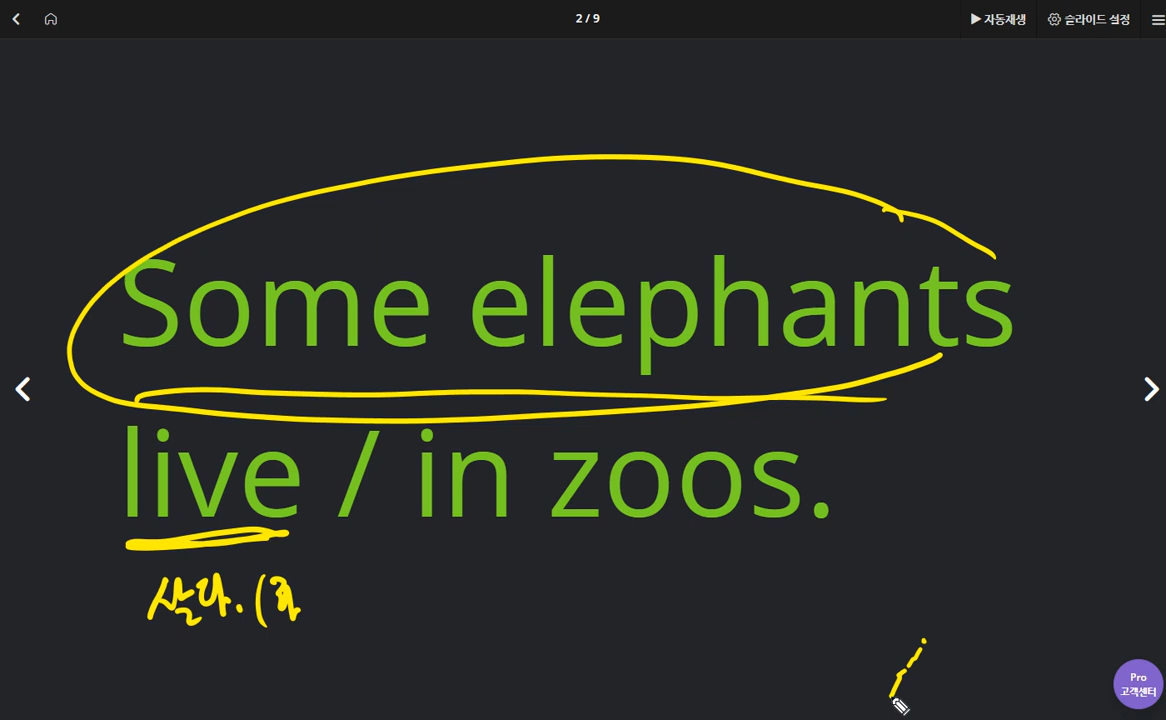 2 / 9
▶ 자동재생
슬라이드 설정
Some elephants
live / in zoos.
산다.
Pro
고객센터